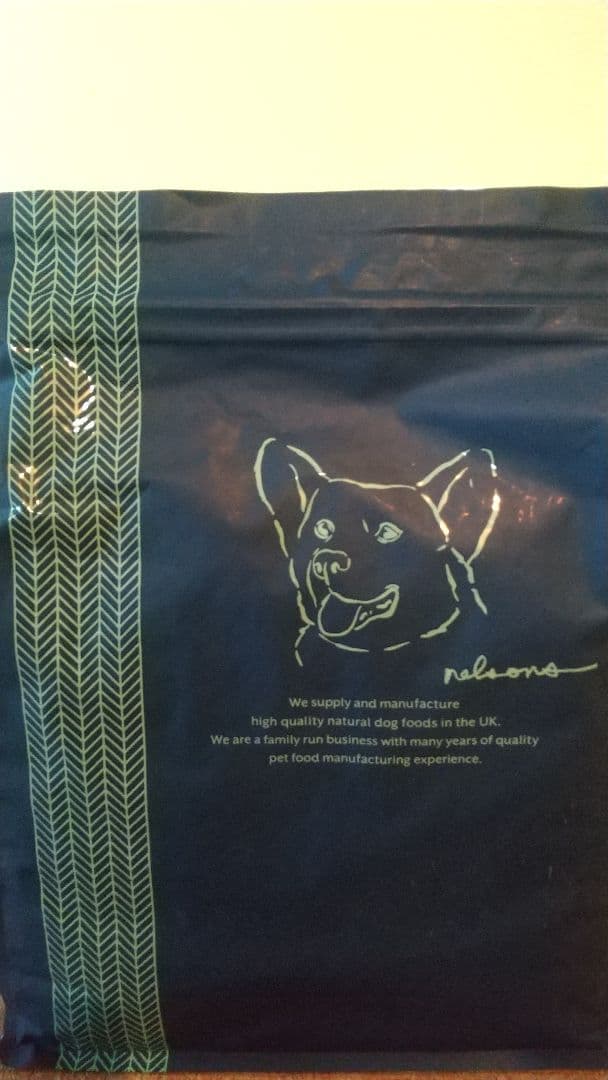 nelsons
We supply and manufacture
high quality natural dog foods in the UK.
We are a family run business with many years of quality
pet food manufacturing experience.